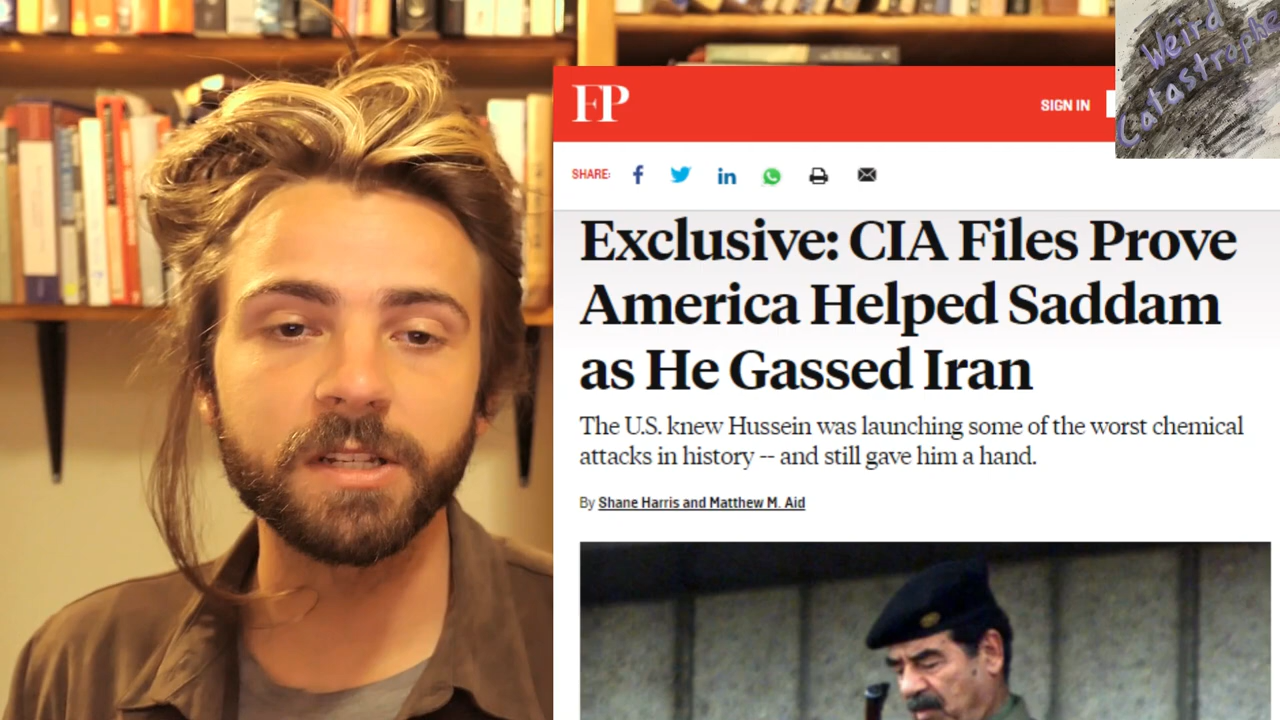 Weird
Catastrophe
FP
SIGN IN
SHARE:
Exclusive: CIA Files Prove
America Helped Saddam
as He Gassed Iran
The U.S. knew Hussein was launching some of the worst chemical
attacks in history -- and still gave him a hand.
By Shane Harris and Matthew M. Aid